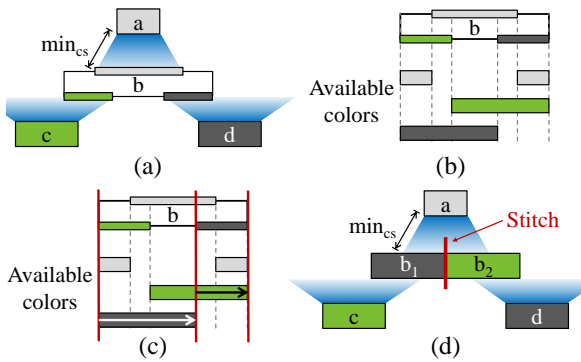 a
min_cs
b
c
d
(a)
b
Available
colors
(b)
b
Available
colors
(c)
a
min_cs
Stitch
b_1
b_2
c
d
(d)